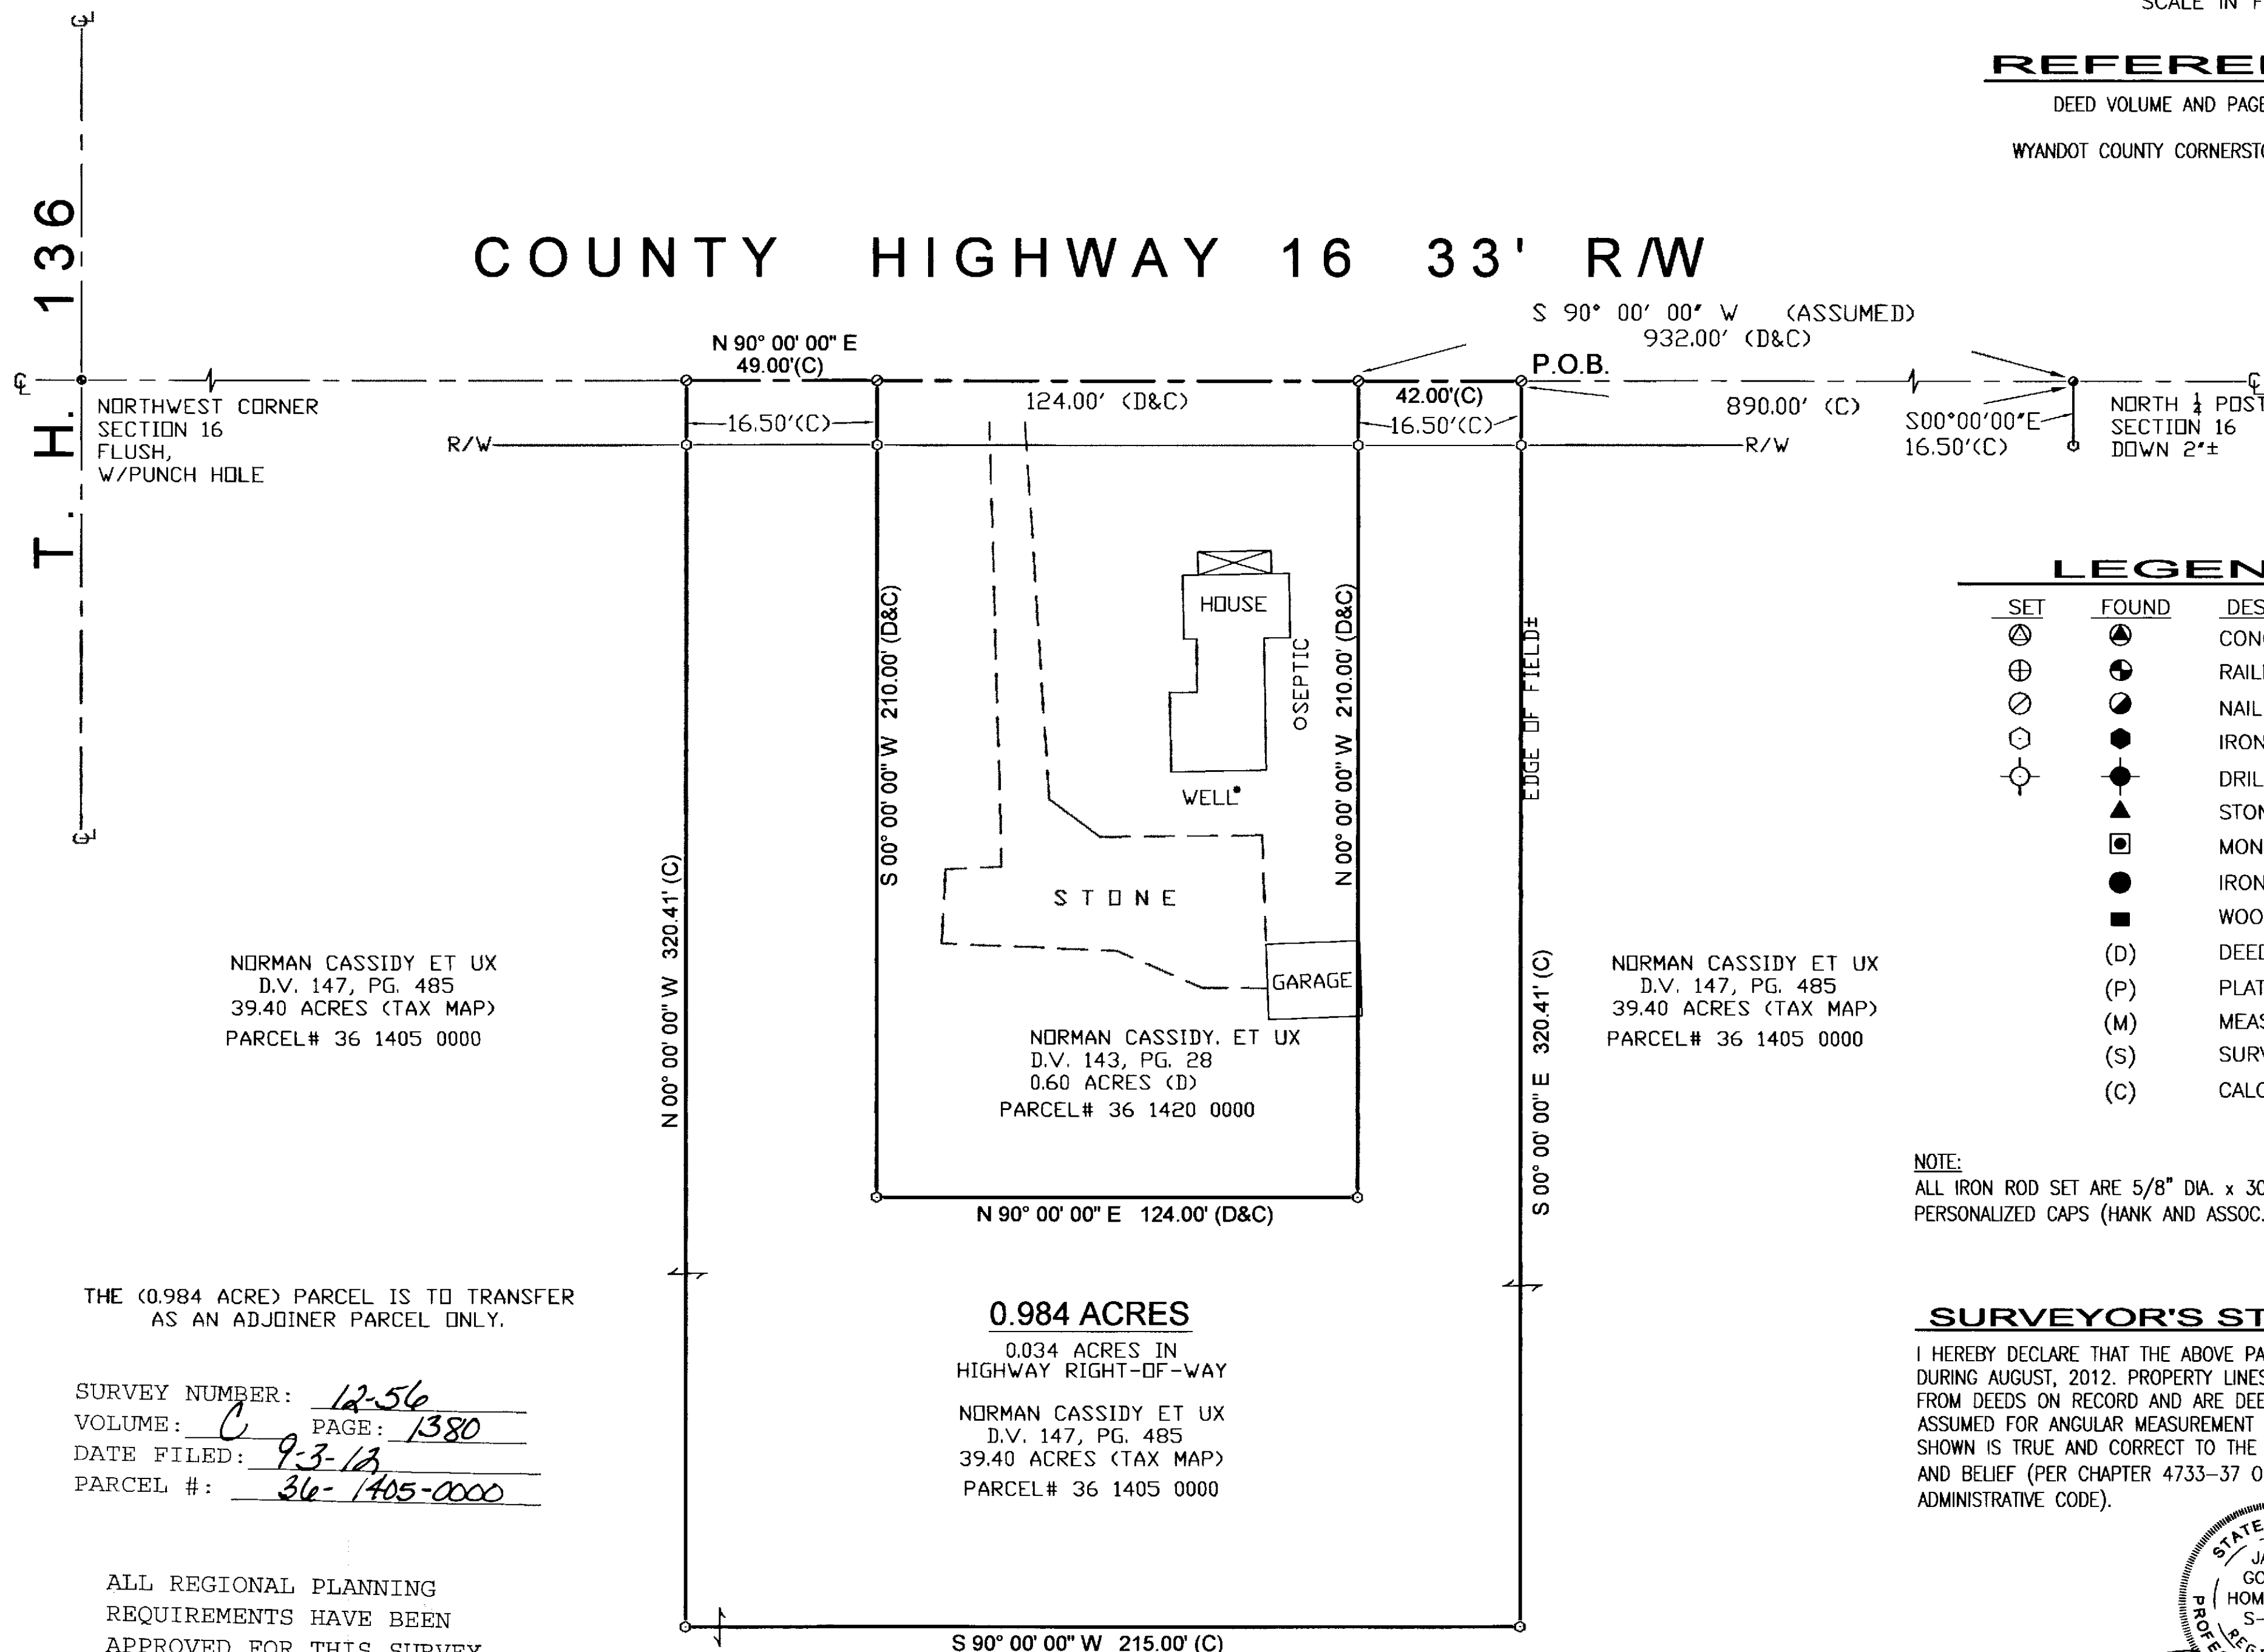 SCALE IN F
REFERE
DEED VOLUME AND PAGE
WYANDOT COUNTY CORNERST
T. H. 136
COUNTY HIGHWAY 16 33' R/W
S 90° 00' 00" W (ASSUMED)
932.00' (D&C)
N 90° 00' 00" E
49.00'(C)
P.O.B.
124.00' (D&C)
42.00'(C)
890.00' (C)
16.50'(C)
16.50'(C)
S00°00'00"E
16.50'(C)
NORTHWEST CORNER
SECTION 16
FLUSH,
W/PUNCH HOLE
NORTH 1/4 POST
SECTION 16
DOWN 2"±
R/W
R/W
HOUSE
SEPTIC
WELL
STONE
GARAGE
S 00° 00' 00" W 210.00' (D&C)
N 00° 00' 00" W 210.00' (D&C)
EDGE OF FIELD±
N 00° 00' 00" W 320.41' (C)
S 00° 00' 00" E 320.41' (C)
NORMAN CASSIDY ET UX
D.V. 147, PG. 485
39.40 ACRES (TAX MAP)
PARCEL# 36 1405 0000
NORMAN CASSIDY. ET UX
D.V. 143, PG. 28
0.60 ACRES (D)
PARCEL# 36 1420 0000
NORMAN CASSIDY ET UX
D.V. 147, PG. 485
39.40 ACRES (TAX MAP)
PARCEL# 36 1405 0000
N 90° 00' 00" E 124.00' (D&C)
0.984 ACRES
0.034 ACRES IN
HIGHWAY RIGHT-OF-WAY
NORMAN CASSIDY ET UX
D.V. 147, PG. 485
39.40 ACRES (TAX MAP)
PARCEL# 36 1405 0000
S 90° 00' 00" W 215.00' (C)
THE (0.984 ACRE) PARCEL IS TO TRANSFER
AS AN ADJOINER PARCEL ONLY.
SURVEY NUMBER: 12-56
VOLUME: C PAGE: 1380
DATE FILED: 9-3-12
PARCEL #: 36-1405-0000
ALL REGIONAL PLANNING
REQUIREMENTS HAVE BEEN
APPROVED FOR THIS SURVEY
LEGEN
SET FOUND DES
CON
RAIL
NAIL
IRON
DRIL
STON
MON
IRON
WOO
(D) DEED
(P) PLAT
(M) MEAS
(S) SURV
(C) CALC
NOTE:
ALL IRON ROD SET ARE 5/8" DIA. x 30
PERSONALIZED CAPS (HANK AND ASSOC.
SURVEYOR'S ST
I HEREBY DECLARE THAT THE ABOVE PA
DURING AUGUST, 2012. PROPERTY LINES
FROM DEEDS ON RECORD AND ARE DEE
ASSUMED FOR ANGULAR MEASUREMENT
SHOWN IS TRUE AND CORRECT TO THE
AND BELIEF (PER CHAPTER 4733-37 O
ADMINISTRATIVE CODE).
STATE
JA
GO
HOM
S-
REG
PROFE